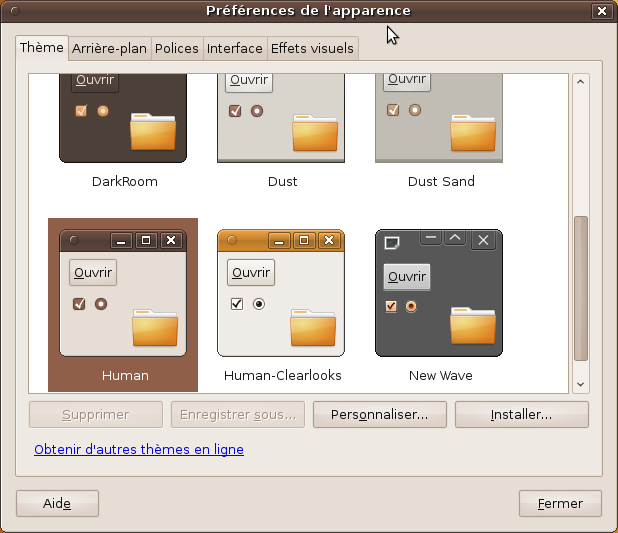 Préférences de l'apparence
Thème Arrière-plan Polices Interface Effets visuels
Ouvrir Ouvrir Ouvrir
DarkRoom Dust Dust Sand
Ouvrir Ouvrir Ouvrir
Human Human-Clearlooks New Wave
Supprimer Enregistrer sous... Personnaliser... Installer...
Obtenir d'autres thèmes en ligne
Aide Fermer